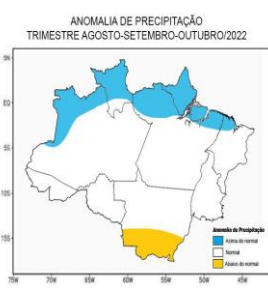 ANOMALIA DE PRECIPITAÇÃO
TRIMESTRE AGOSTO-SETEMBRO-OUTUBRO/2022
5N
EQ
5S
10S
15S
Anomalia de Precipitação
Acima do normal
Normal
Abaixo do normal
75W 70W 65W 60W 55W 50W 45W